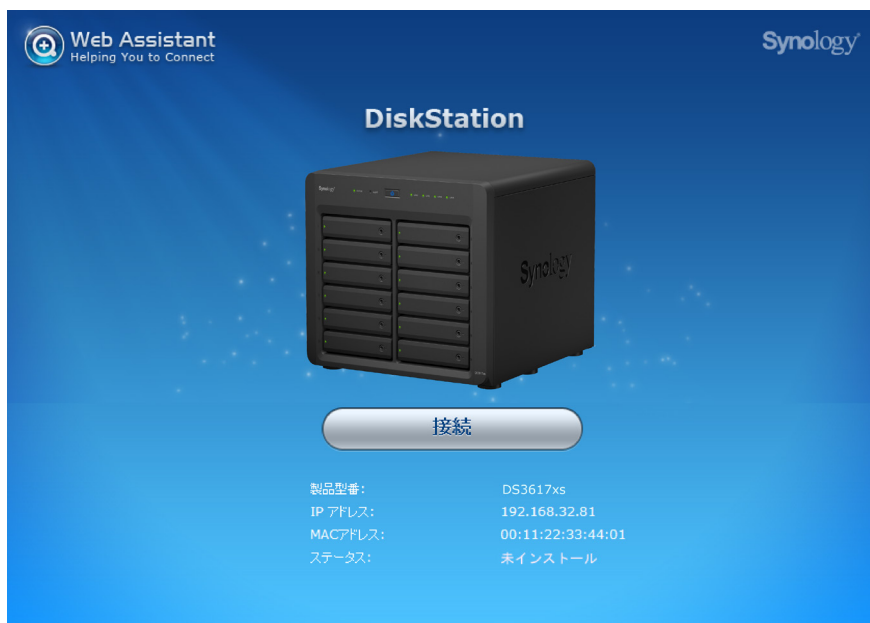 Web Assistant
Helping You to Connect
Synology
DiskStation
Synology
接続
製品型番: DS3617xs
IP アドレス: 192.168.32.81
MACアドレス: 00:11:22:33:44:01
ステータス: 未インストール